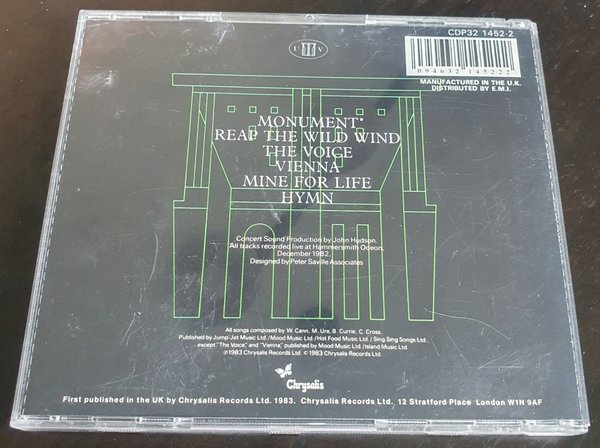 CDP32 1452-2
0 94632 14522 2
MANUFACTURED IN THE U.K.
DISTRIBUTED BY E.M.I.
U V
MONUMENT*
REAP THE WILD WIND
THE VOICE
VIENNA
MINE FOR LIFE
HYMN
Concert Sound Production by John Hudson.
All tracks recorded live at Hammersmith Odeon,
December 1982.
Designed by Peter Saville Associates
All songs composed by W. Cann, M. Ure, B. Currie, C. Cross
Published by Jump-Jet Music Ltd./Mood Music Ltd./Hot Food Music Ltd./Sing Sing Songs Ltd.
except "The Voice" and "Vienna", published by Mood Music Ltd./Island Music Ltd.
℗1983 Chrysalis Records Ltd. ©1983 Chrysalis Records Ltd.
Chrysalis
First published in the UK by Chrysalis Records Ltd. 1983. Chrysalis Records Ltd. 12 Stratford Place London W1N 9AF